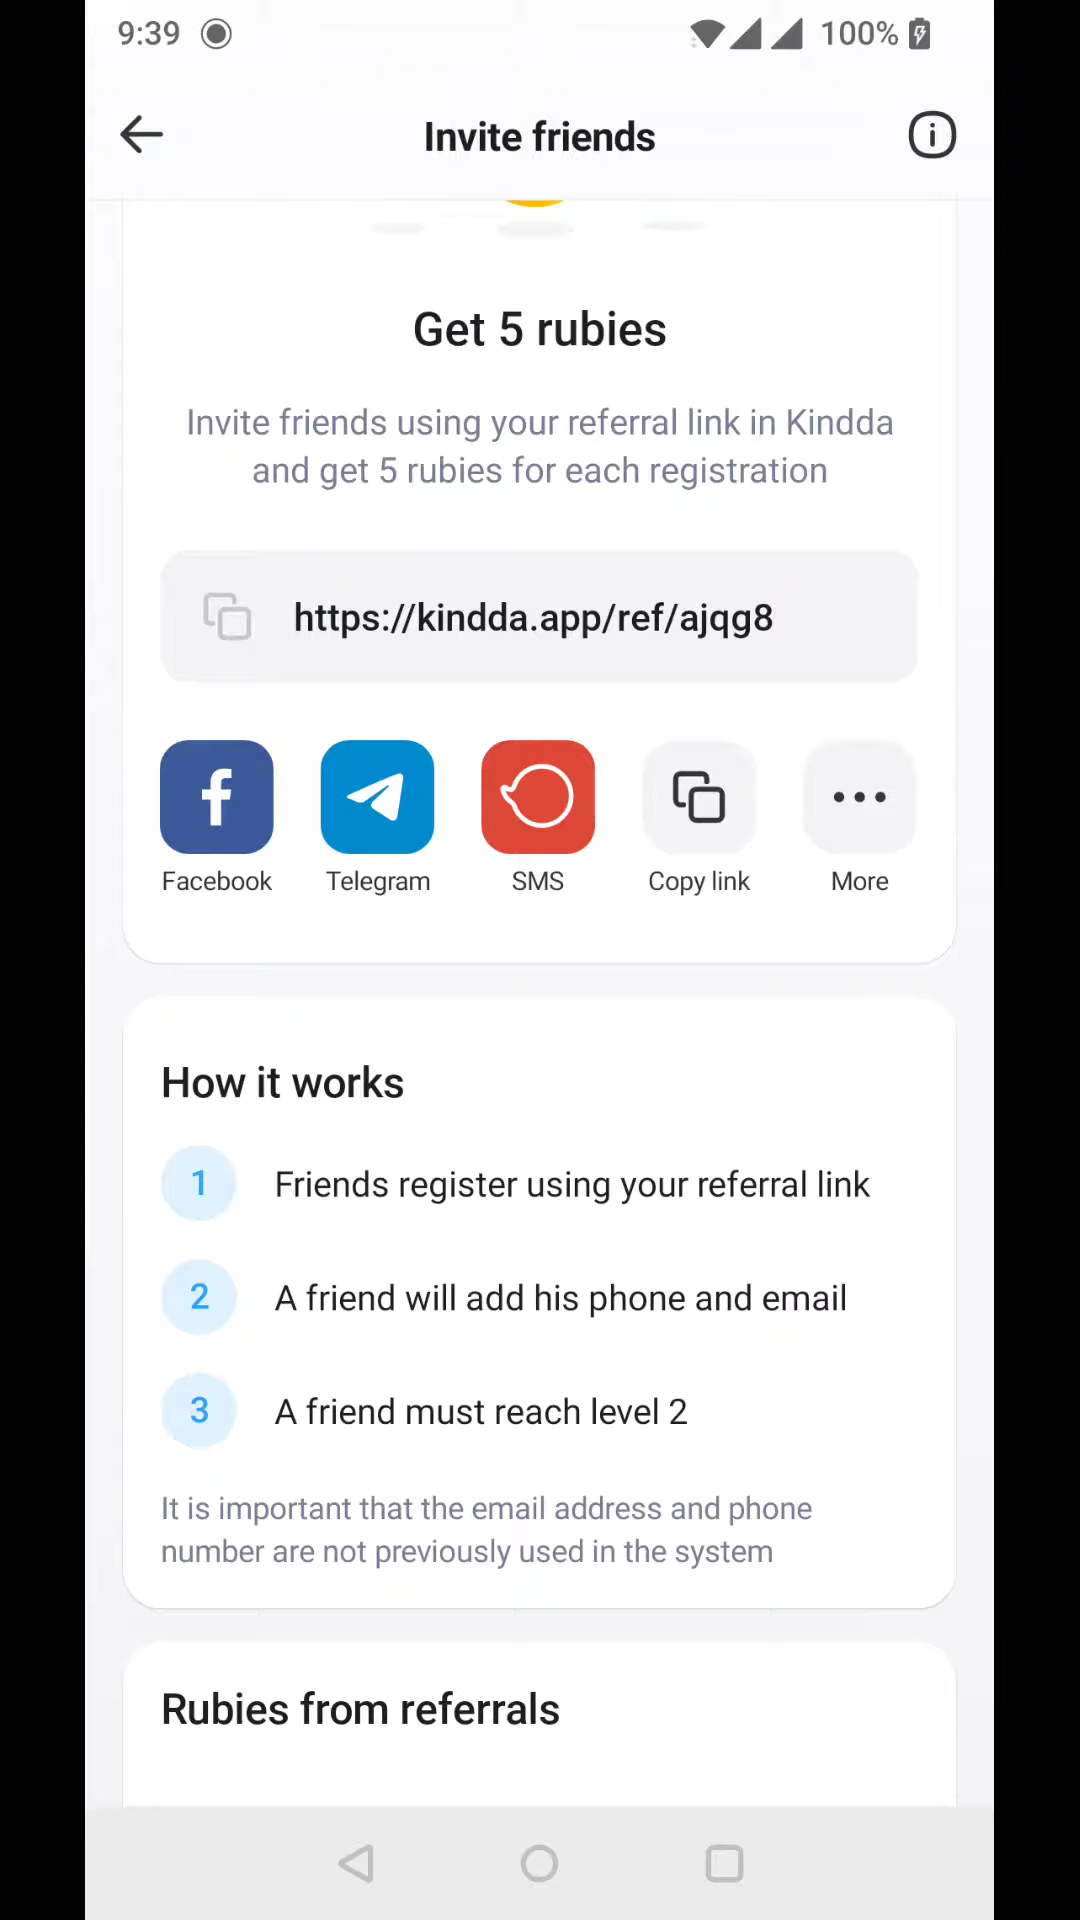 9:39
100%
Invite friends
Get 5 rubies
Invite friends using your referral link in Kindda
and get 5 rubies for each registration
https://kindda.app/ref/ajqg8
Facebook
Telegram
SMS
Copy link
More
How it works
1
Friends register using your referral link
2
A friend will add his phone and email
3
A friend must reach level 2
It is important that the email address and phone
number are not previously used in the system
Rubies from referrals